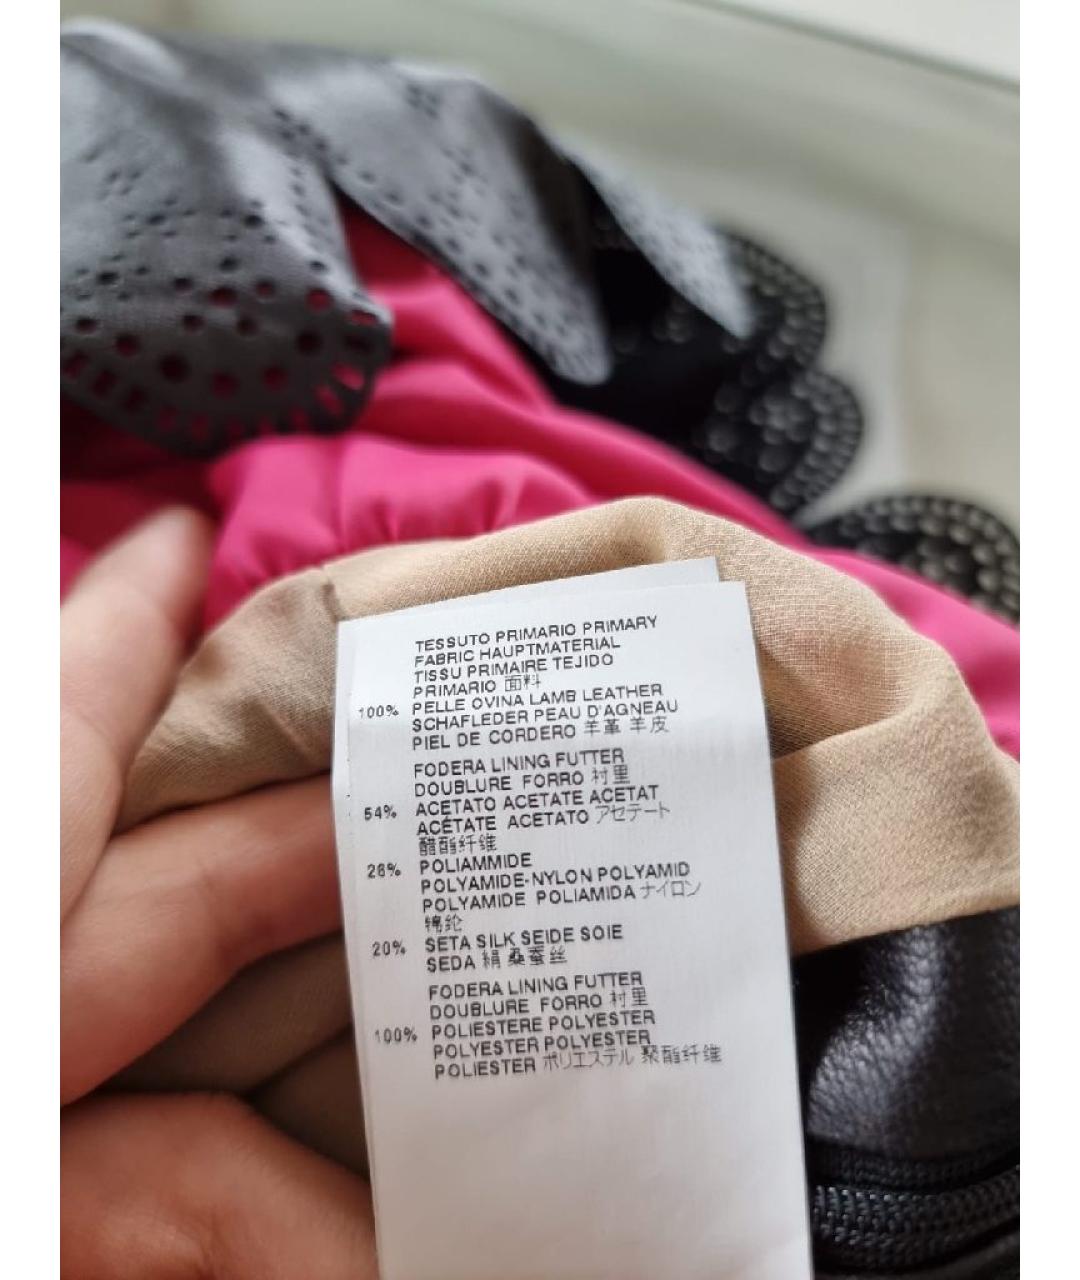 TESSUTO PRIMARIO PRIMARY
FABRIC HAUPTMATERIAL
TISSU PRIMAIRE TEJIDO
PRIMARIO 面料
100% PELLE OVINA LAMB LEATHER
SCHAFLEDER PEAU D'AGNEAU
PIEL DE CORDERO 羊革 羊皮
FODERA LINING FUTTER
DOUBLURE FORRO 村里
54% ACETATO ACETATE ACETAT
ACÉTATE ACETATO アセテート
醋酯纤维
26% POLIAMMIDE
POLYAMIDE-NYLON POLYAMID
POLYAMIDE POLIAMIDA ナイロン
锦纶
20% SETA SILK SEIDE SOIE
SEDA 絹 桑蚕丝
FODERA LINING FUTTER
DOUBLURE FORRO 村里
100% POLIESTERE POLYESTER
POLYESTER POLYESTER
POLIESTER ポリエステル 聚酯纤维